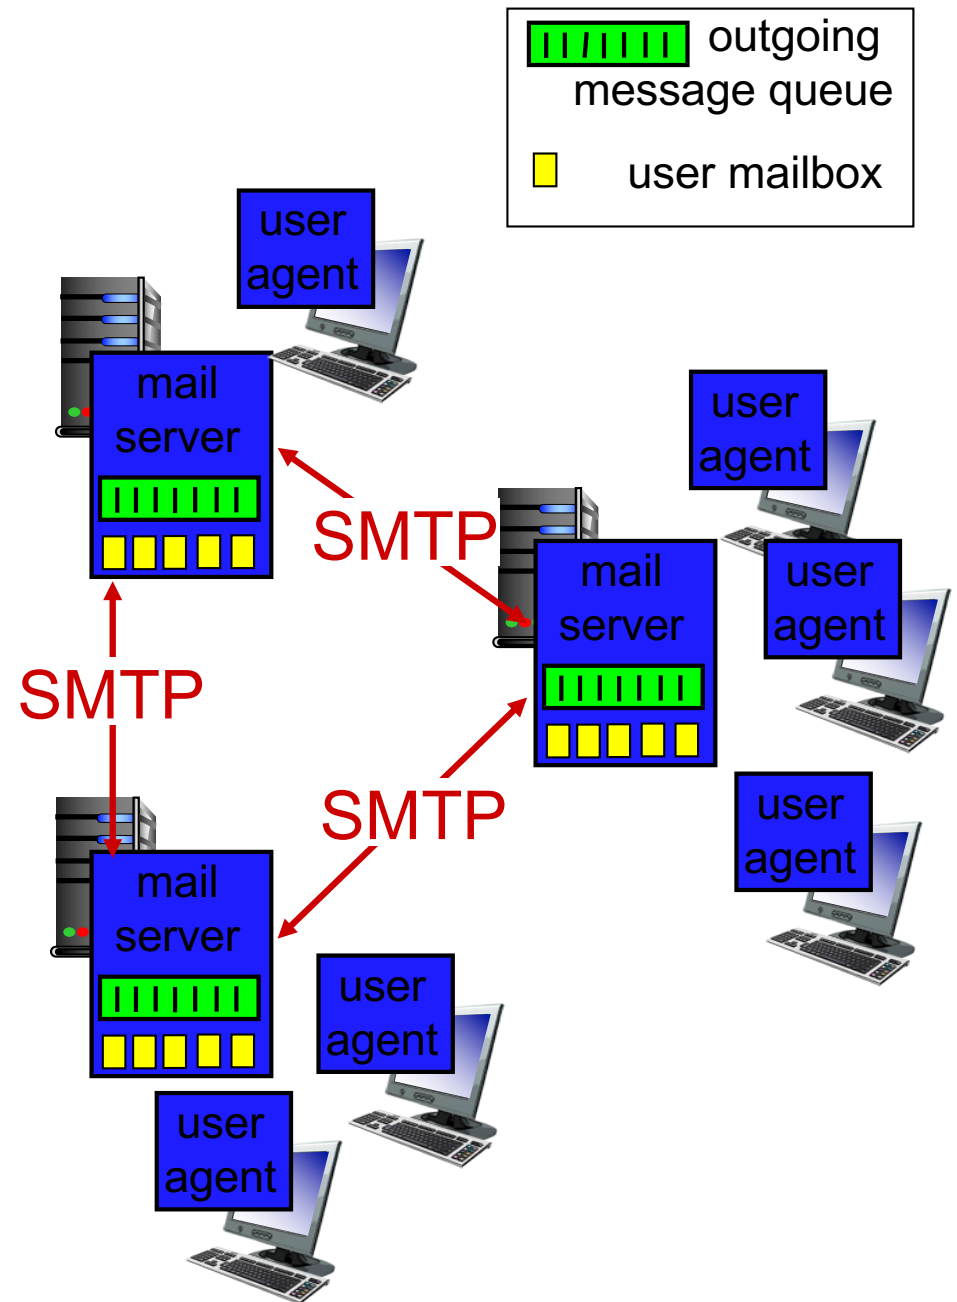 outgoing
message queue
user mailbox
user
agent
mail
server
user
agent
SMTP
mail
server
user
agent
SMTP
user
agent
SMTP
mail
server
user
agent
user
agent